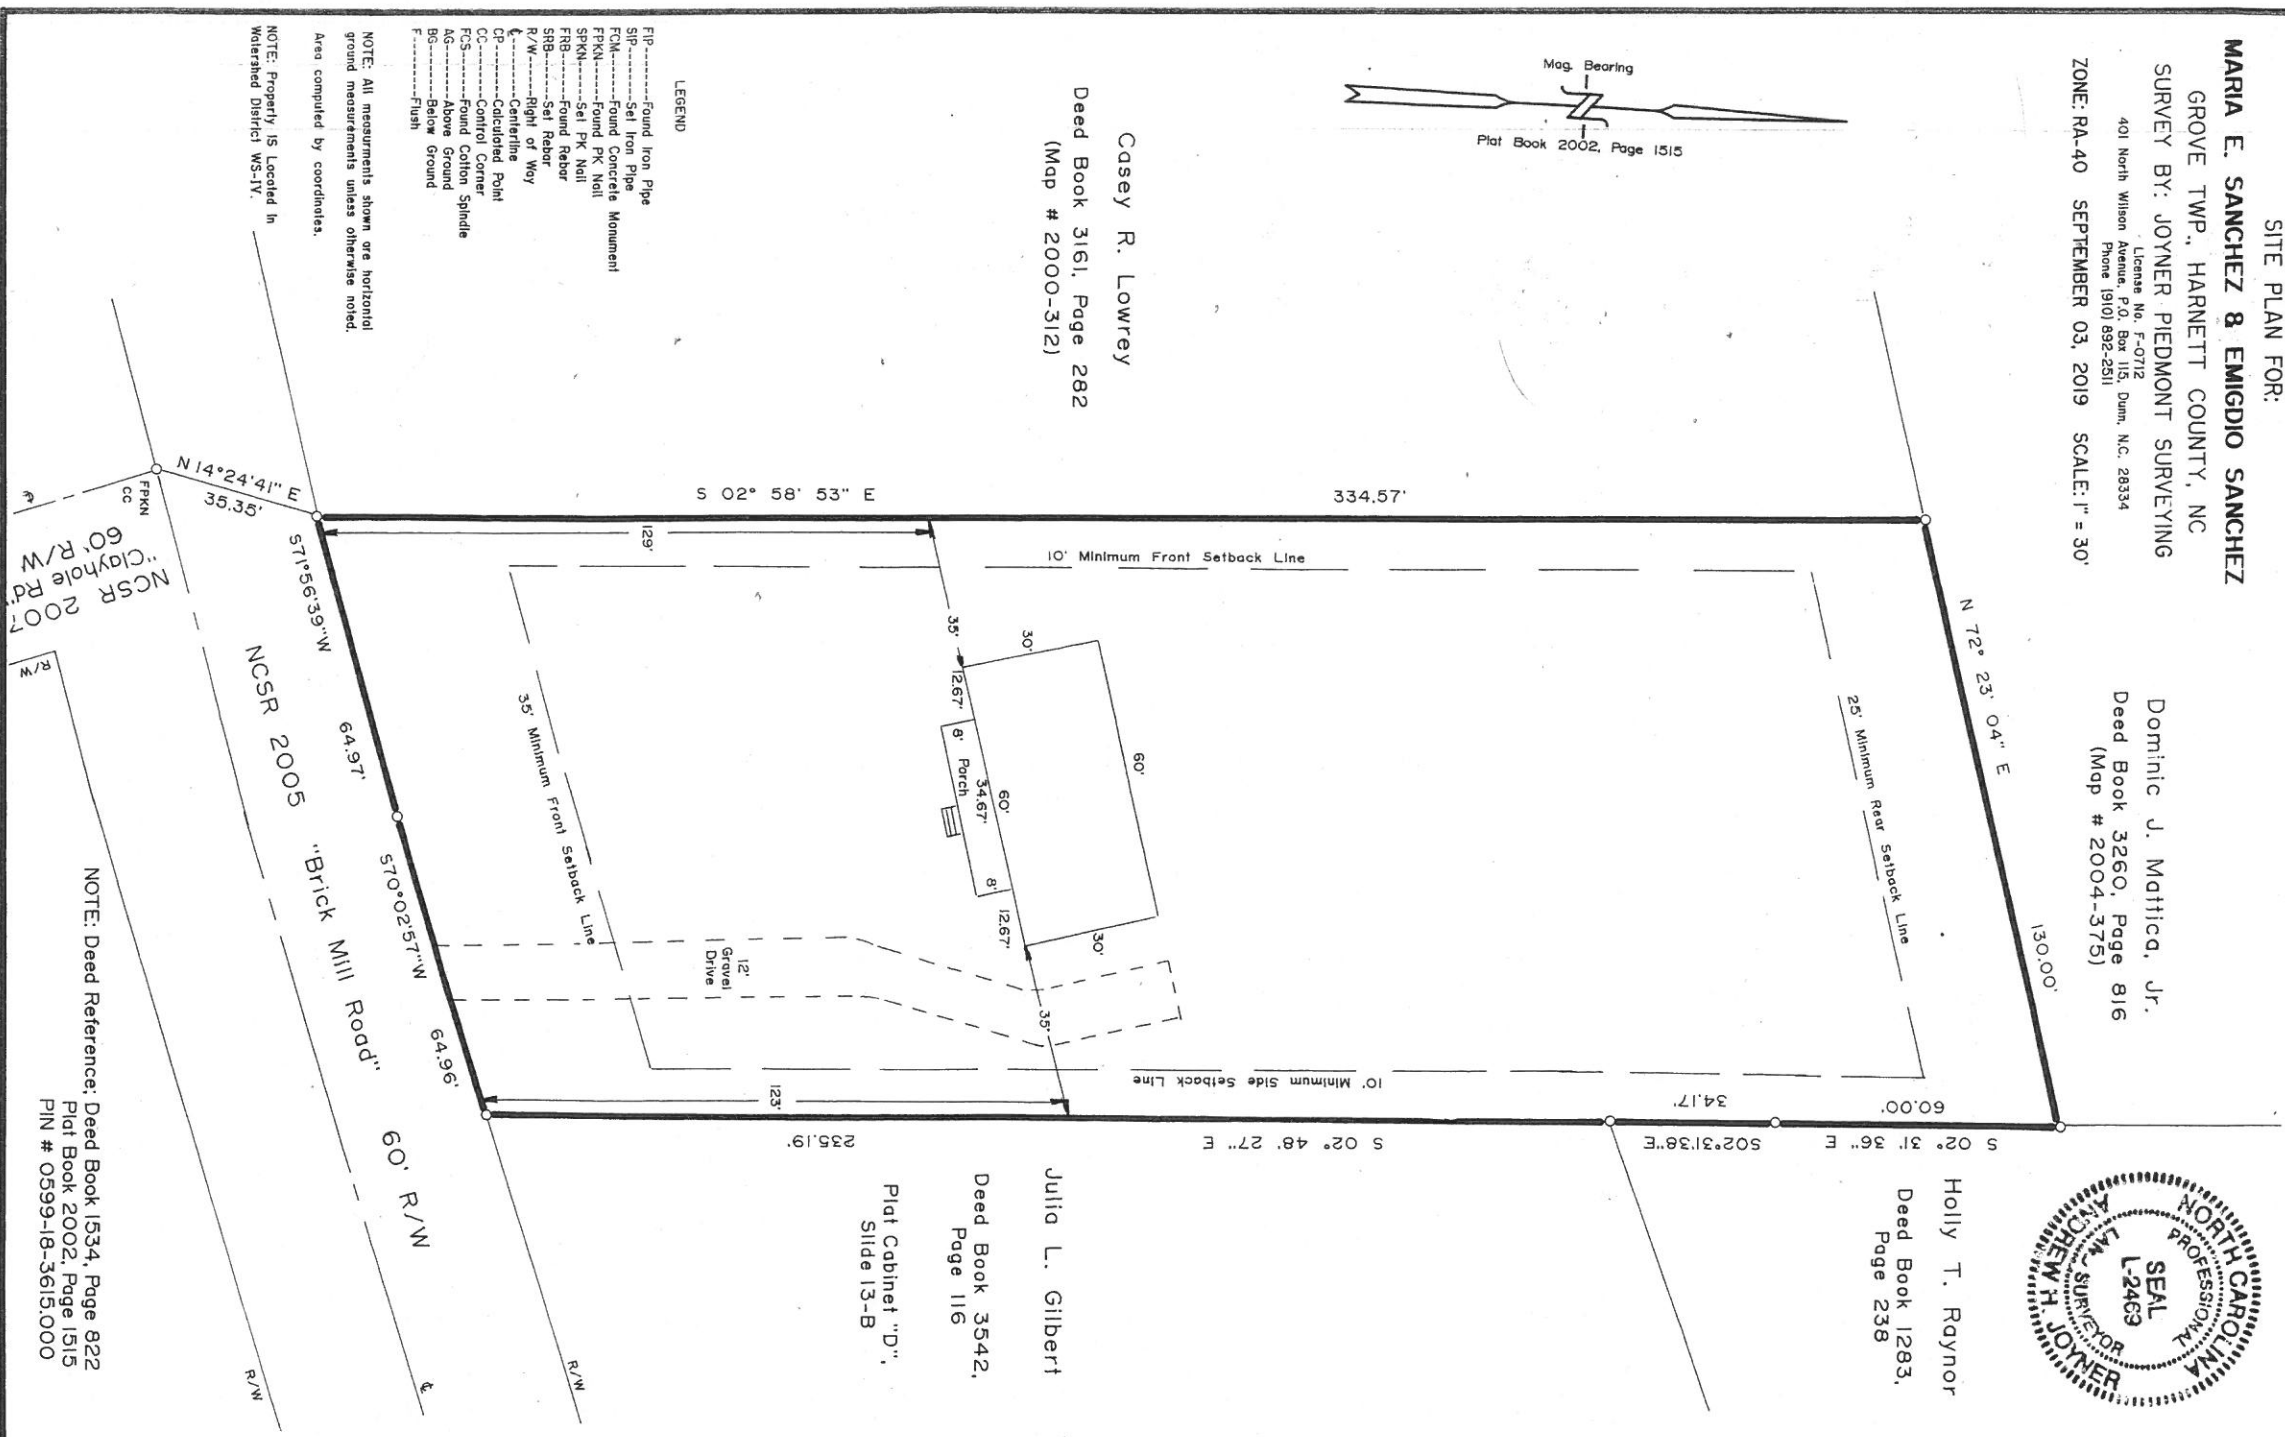 SITE PLAN FOR:
MARIA E. SANCHEZ & EMIGDIO SANCHEZ
GROVE TWP., HARNETT COUNTY, NC
SURVEY BY: JOYNER PIEDMONT SURVEYING
License No. F-0712
401 North Wilson Avenue, P.O. Box 115, Dunn, N.C. 28334
Phone (910) 892-2511
ZONE: RA-40 SEPTEMBER 03, 2019 SCALE: 1" = 30'
Mag. Bearing
Plat Book 2002, Page 1515
Casey R. Lowrey
Deed Book 3161, Page 282
(Map # 2000-312)
Dominic J. Mattica, Jr.
Deed Book 3260, Page 816
(Map # 2004-375)
NORTH CAROLINA
PROFESSIONAL
SEAL
L-2469
LAND SURVEYOR
ANDREW H. JOYNER
Holly T. Raynor
Deed Book 1283,
Page 238
Julia L. Gilbert
Deed Book 3542,
Page 116
Plat Cabinet "D",
Slide 13-B
N 72° 23' 04" E
130.00'
S 02° 31' 36" E
60.00'
S02°31'38"E
34.17'
S 02° 48' 27" E
235.19'
S 02° 58' 53" E
334.57'
25' Minimum Rear Setback Line
10' Minimum Front Setback Line
10' Minimum Side Setback Line
35' Minimum Front Setback Line
60'
30'
30'
60'
35'
12.67'
8'
Porch
34.67'
8'
12.67'
35'
129'
123'
12'
Gravel
Drive
N 14°24'41" E
35.35'
S71°56'39"W
64.97'
S70°02'57"W
64.96'
FPKN
CC
NCSR 2007
"Clayhole Rd"
60' R/W
R/W
NCSR 2005 "Brick Mill Road" 60' R/W
R/W
R/W
LEGEND
FIP---------Found Iron Pipe
SIP---------Set Iron Pipe
FCM--------Found Concrete Monument
FPKN-------Found PK Nail
SPKN-------Set PK Nail
FRB--------Found Rebar
SRB--------Set Rebar
R/W--------Right of Way
℄---------Centerline
CP---------Calculated Point
CC---------Control Corner
FCS--------Found Cotton Spindle
AG---------Above Ground
BG---------Below Ground
F----------Flush
NOTE: All measurments shown are horizontal
ground measurements unless otherwise noted.
Area computed by coordinates.
NOTE: Property IS Located in
Watershed District WS-IV.
NOTE: Deed Reference; Deed Book 1534, Page 822
Plat Book 2002, Page 1515
PIN # 0599-18-3615.000